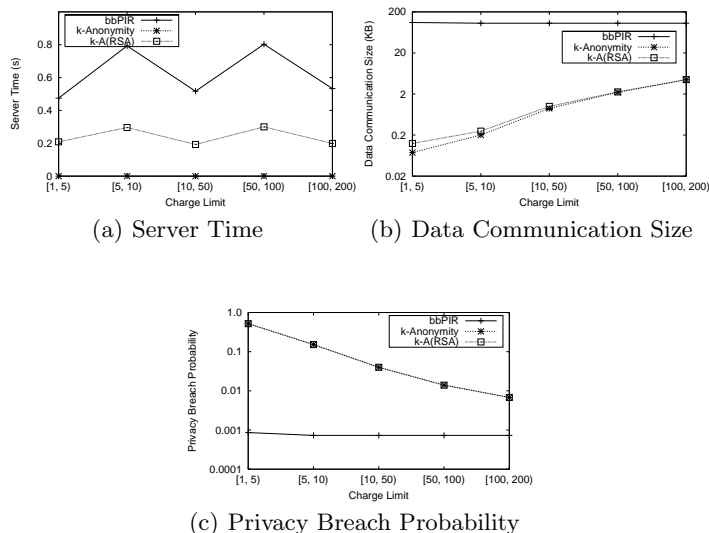 bbPIR
k-Anonymity
k-A(RSA)
0.8
0.6
0.4
0.2
0
Server Time (s)
[1, 5) [5, 10) [10, 50) [50, 100) [100, 200)
Charge Limit
(a) Server Time
200
20
2
0.2
0.02
Data Communication Size (KB)
bbPIR
k-Anonymity
k-A(RSA)
[1, 5) [5, 10) [10, 50) [50, 100) [100, 200)
Charge Limit
(b) Data Communication Size
1.0
0.1
0.01
0.001
0.0001
Privacy Breach Probability
bbPIR
k-Anonymity
k-A(RSA)
[1, 5) [5, 10) [10, 50) [50, 100) [100, 200)
Charge Limit
(c) Privacy Breach Probability